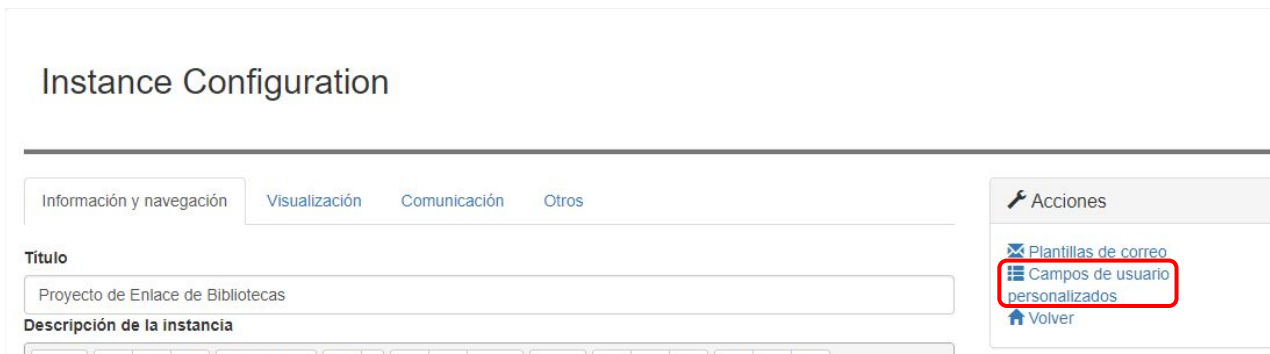 Instance Configuration
Información y navegación Visualización Comunicación Otros
Título
Proyecto de Enlace de Bibliotecas
Descripción de la instancia
Acciones
Plantillas de correo
Campos de usuario
personalizados
Volver